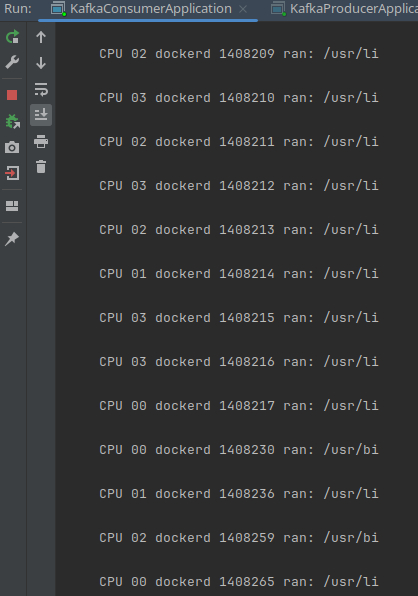 Run: KafkaConsumerApplication × KafkaProducerApplica
CPU 02 dockerd 1408209 ran: /usr/li
CPU 03 dockerd 1408210 ran: /usr/li
CPU 02 dockerd 1408211 ran: /usr/li
CPU 03 dockerd 1408212 ran: /usr/li
CPU 02 dockerd 1408213 ran: /usr/li
CPU 01 dockerd 1408214 ran: /usr/li
CPU 03 dockerd 1408215 ran: /usr/li
CPU 03 dockerd 1408216 ran: /usr/li
CPU 00 dockerd 1408217 ran: /usr/li
CPU 00 dockerd 1408230 ran: /usr/bi
CPU 01 dockerd 1408236 ran: /usr/li
CPU 02 dockerd 1408259 ran: /usr/bi
CPU 00 dockerd 1408265 ran: /usr/li